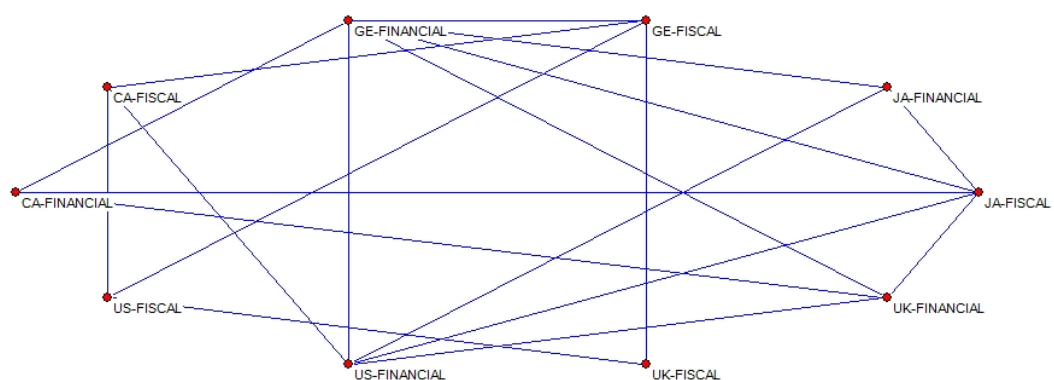 GE-FINANCIAL
GE-FISCAL
CA-FISCAL
JA-FINANCIAL
CA-FINANCIAL
JA-FISCAL
US-FISCAL
UK-FINANCIAL
US-FINANCIAL
UK-FISCAL